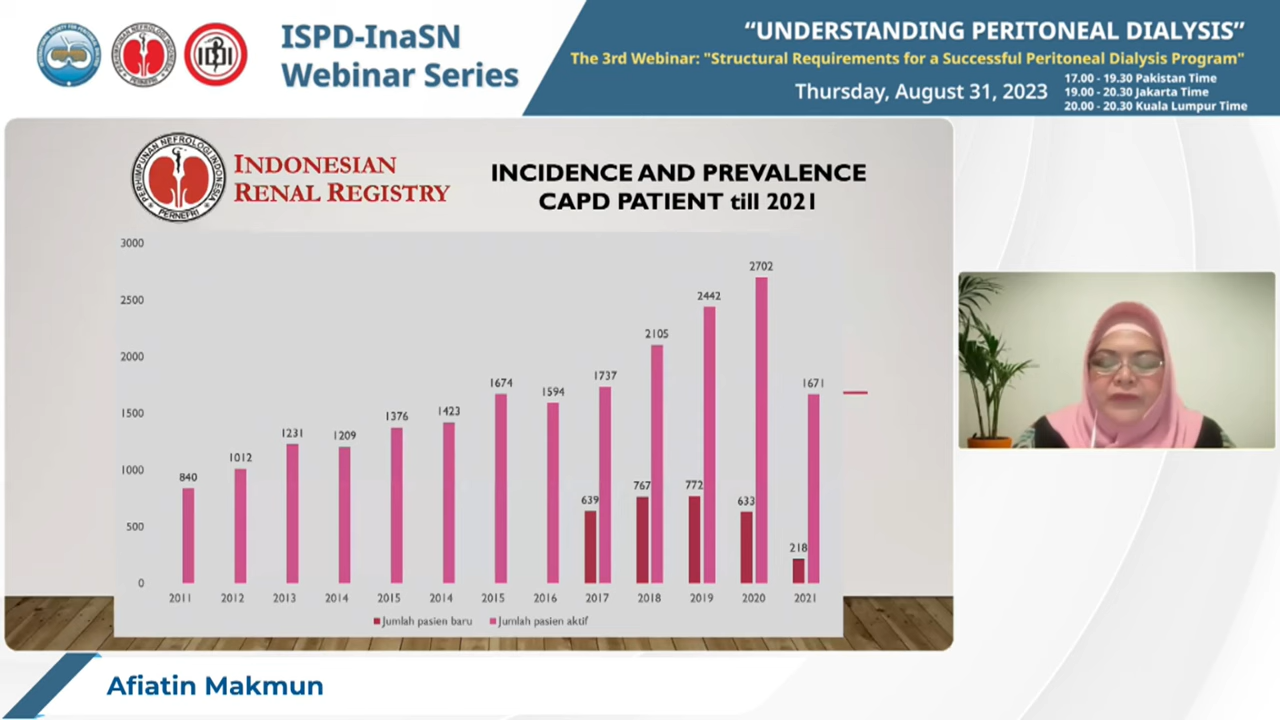 ISPD-InaSN
Webinar Series
“UNDERSTANDING PERITONEAL DIALYSIS”
The 3rd Webinar: "Structural Requirements for a Successful Peritoneal Dialysis Program"
Thursday, August 31, 2023
17.00 - 19.30 Pakistan Time
19.00 - 20.30 Jakarta Time
20.00 - 20.30 Kuala Lumpur Time
PERHIMPUNAN NEFROLOGI INDONESIA
PERNEFRI
INDONESIAN
RENAL REGISTRY
INCIDENCE AND PREVALENCE
CAPD PATIENT till 2021
3000
2500
2000
1500
1000
500
0
840
1012
1231
1209
1376
1423
1674
1594
639
1737
767
2105
772
2442
633
2702
218
1671
2011 2012 2013 2014 2015 2014 2015 2016 2017 2018 2019 2020 2021
Jumlah pasien baru Jumlah pasien aktif
Afiatin Makmun